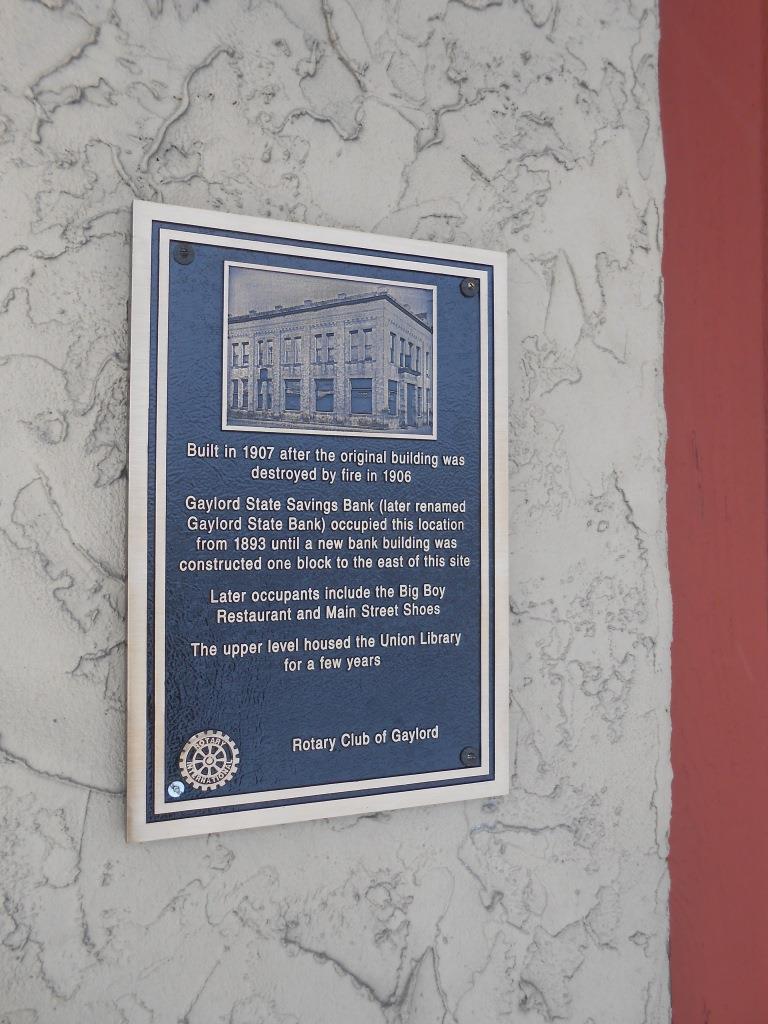 Built in 1907 after the original building was
destroyed by fire in 1906
Gaylord State Savings Bank (later renamed
Gaylord State Bank) occupied this location
from 1893 until a new bank building was
constructed one block to the east of this site
Later occupants include the Big Boy
Restaurant and Main Street Shoes
The upper level housed the Union Library
for a few years
Rotary Club of Gaylord
ROTARY
INTERNATIONAL